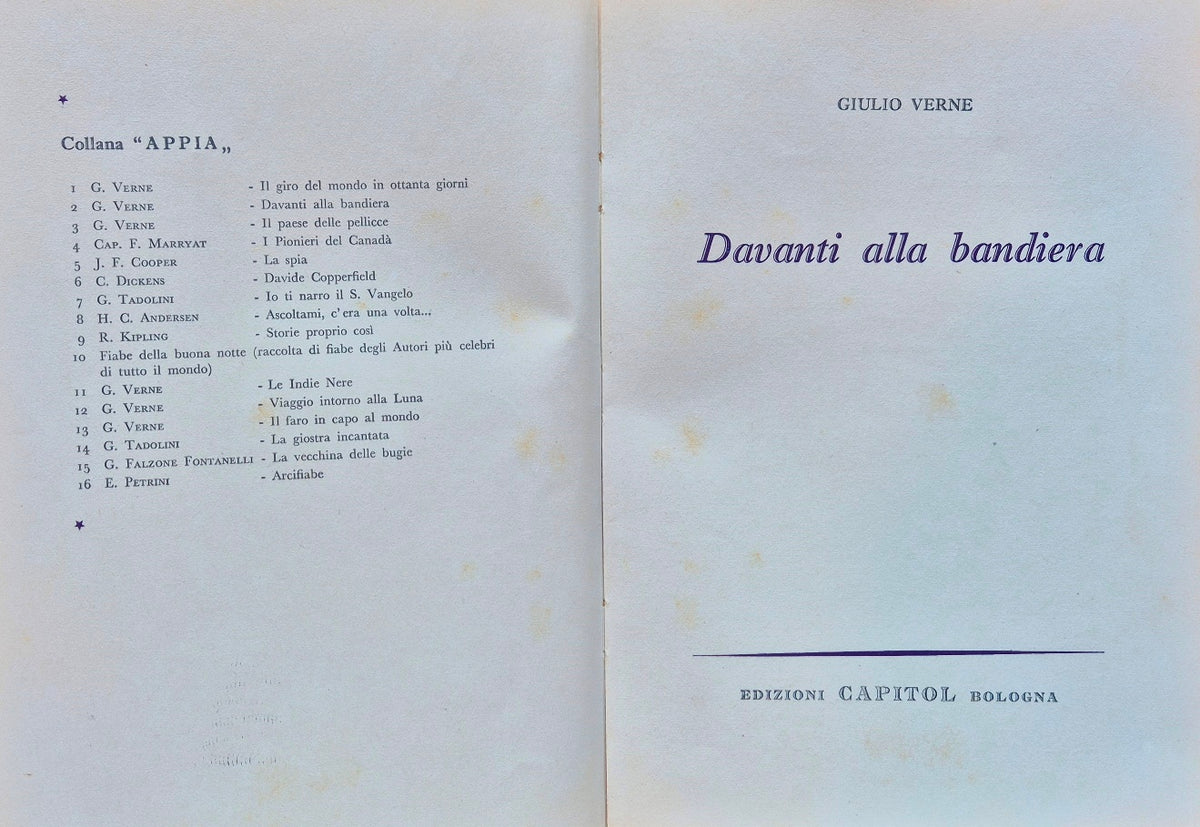 Collana “APPIA„
1 G. VERNE - Il giro del mondo in ottanta giorni
2 G. VERNE - Davanti alla bandiera
3 G. VERNE - Il paese delle pellicce
4 CAP. F. MARRYAT - I Pionieri del Canadà
5 J. F. COOPER - La spia
6 C. DICKENS - Davide Copperfield
7 G. TADOLINI - Io ti narro il S. Vangelo
8 H. C. ANDERSEN - Ascoltami, c'era una volta...
9 R. KIPLING - Storie proprio così
10 Fiabe della buona notte (raccolta di fiabe degli Autori più celebri
di tutto il mondo)
11 G. VERNE - Le Indie Nere
12 G. VERNE - Viaggio intorno alla Luna
13 G. VERNE - Il faro in capo al mondo
14 G. TADOLINI - La giostra incantata
15 G. FALZONE FONTANELLI - La vecchina delle bugie
16 E. PETRINI - Arcifiabe
GIULIO VERNE
Davanti alla bandiera
EDIZIONI CAPITOL BOLOGNA